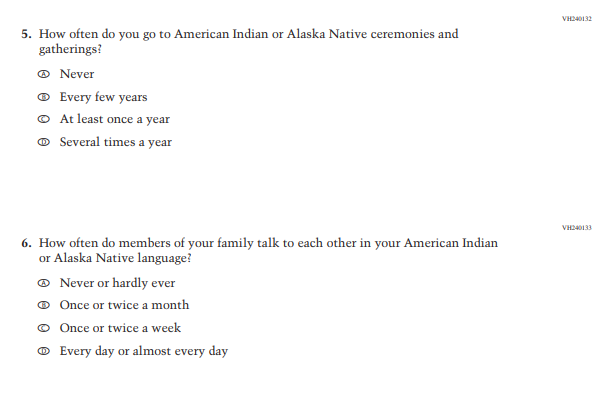 VH240132
5. How often do you go to American Indian or Alaska Native ceremonies and
gatherings?
A Never
B Every few years
C At least once a year
D Several times a year
VH240133
6. How often do members of your family talk to each other in your American Indian
or Alaska Native language?
A Never or hardly ever
B Once or twice a month
C Once or twice a week
D Every day or almost every day